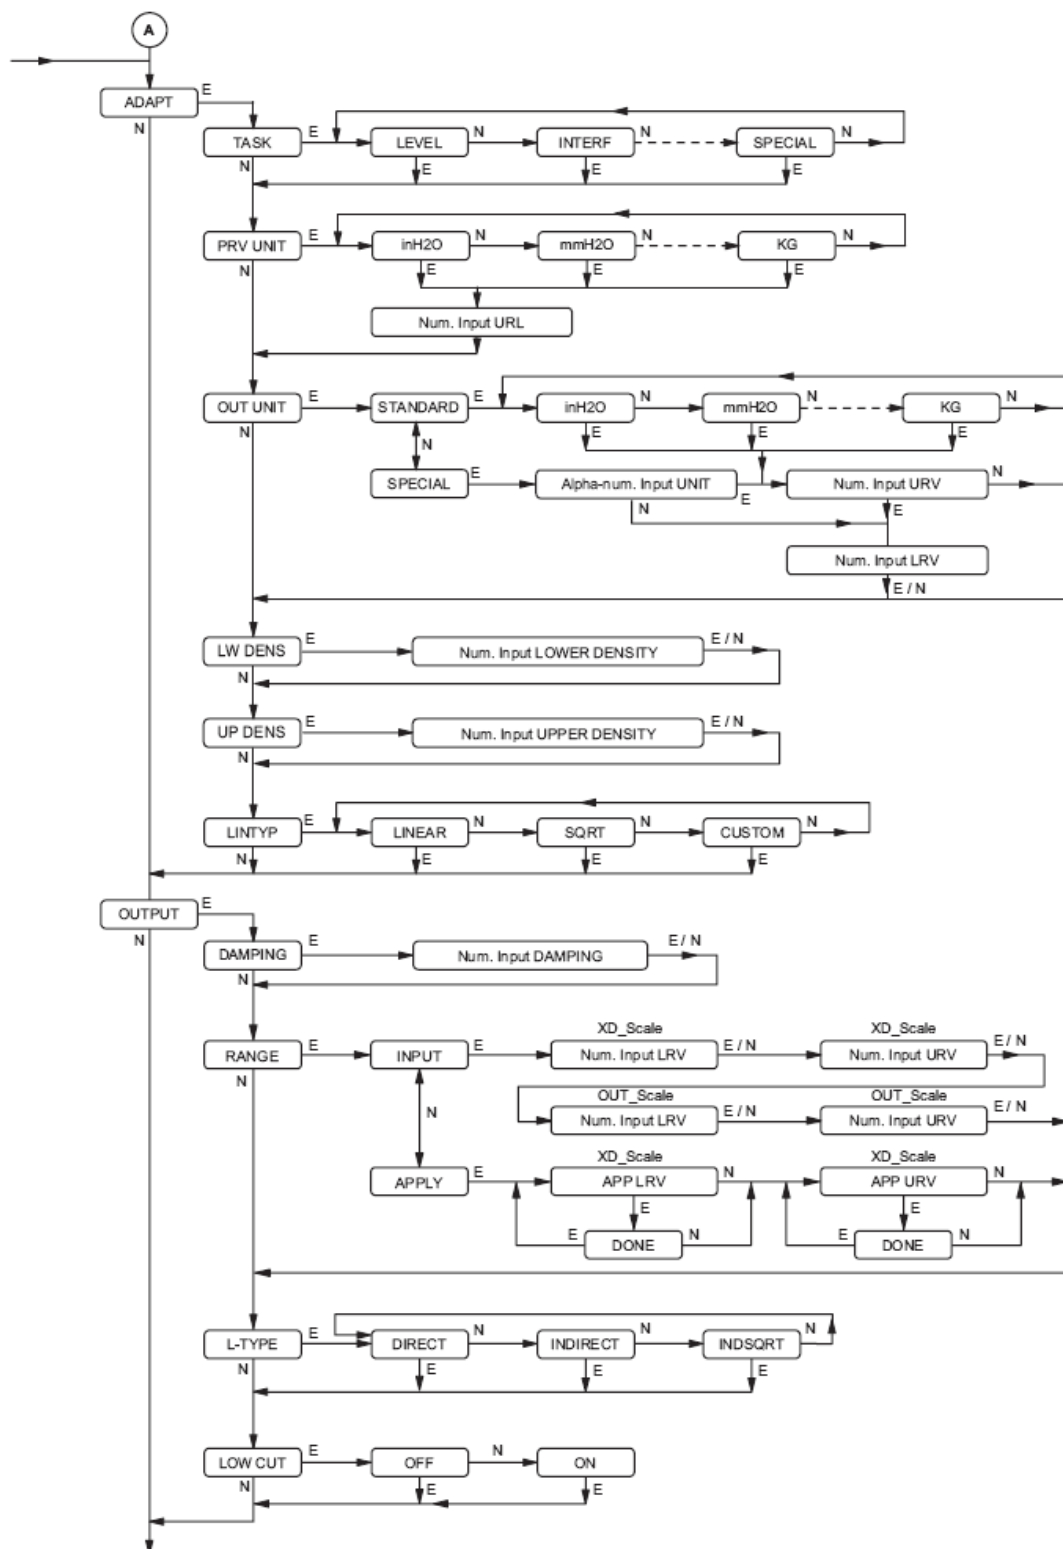 A
ADAPT E
N
TASK E LEVEL N INTERF N SPECIAL N
N E E E
PRV UNIT E inH2O N mmH2O N KG N
N E E E
Num. Input URL
OUT UNIT E STANDARD E inH2O N mmH2O N KG N
N E E E
N
SPECIAL E Alpha-num. Input UNIT E Num. Input URV N
N E
Num. Input LRV
E / N
LW DENS E Num. Input LOWER DENSITY E / N
N
UP DENS E Num. Input UPPER DENSITY E / N
N
LINTYP E LINEAR N SQRT N CUSTOM N
N E E E
OUTPUT E
N
DAMPING E Num. Input DAMPING E / N
N
XD_Scale XD_Scale
RANGE E INPUT E Num. Input LRV E / N Num. Input URV E / N
N
OUT_Scale OUT_Scale
N Num. Input LRV E / N Num. Input URV E / N
XD_Scale XD_Scale
APPLY E APP LRV N APP URV N
E E
E DONE N E DONE N
L-TYPE E DIRECT N INDIRECT N INDSQRT N
N E E E
LOW CUT E OFF N ON
N E E